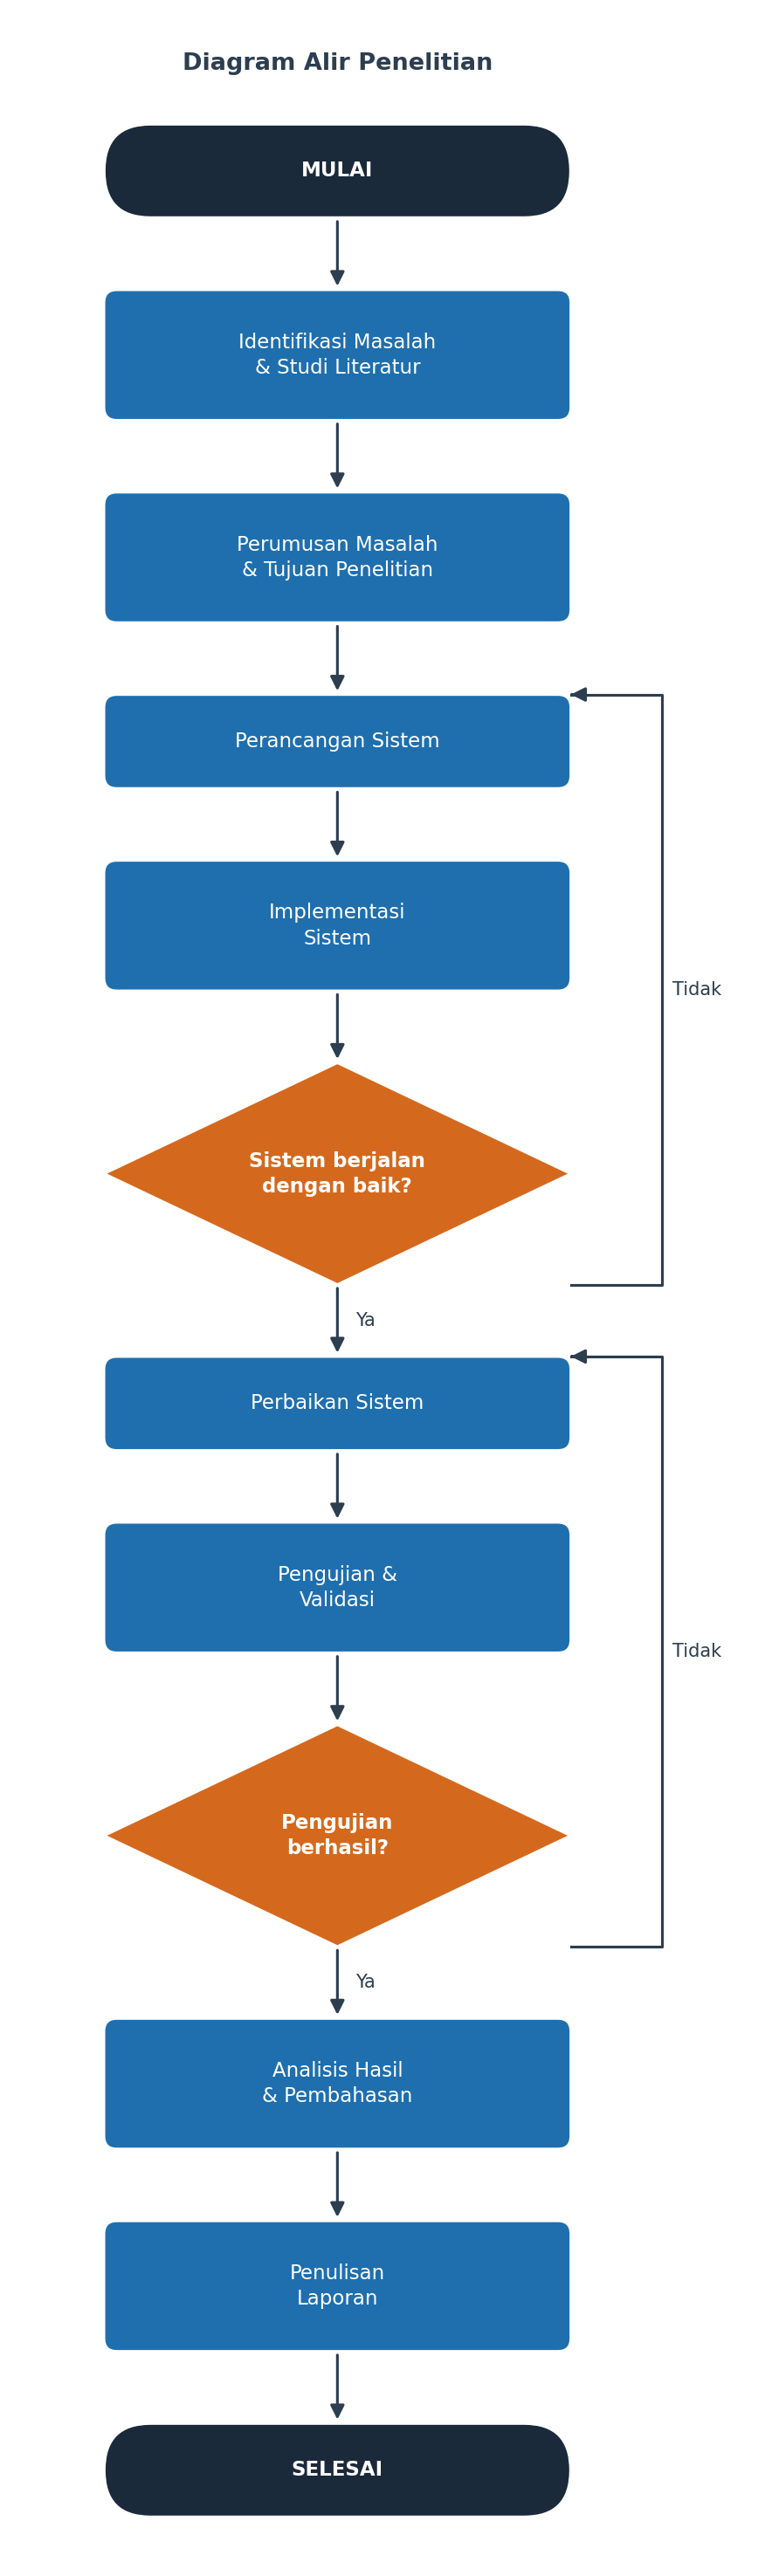 Diagram Alir Penelitian
MULAI
Identifikasi Masalah
& Studi Literatur
Perumusan Masalah
& Tujuan Penelitian
Perancangan Sistem
Implementasi
Sistem
Tidak
Sistem berjalan
dengan baik?
Ya
Perbaikan Sistem
Pengujian &
Validasi
Tidak
Pengujian
berhasil?
Ya
Analisis Hasil
& Pembahasan
Penulisan
Laporan
SELESAI